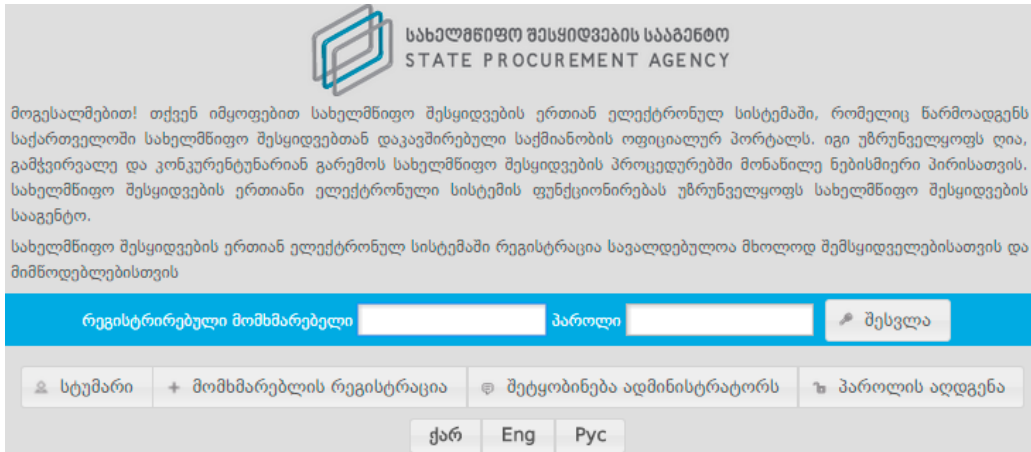 სახელმწიფო შესყიდვების სააგენტო
STATE PROCUREMENT AGENCY
მოგესალმებით! თქვენ იმყოფებით სახელმწიფო შესყიდვების ერთიან ელექტრონულ სისტემაში, რომელიც წარმოადგენს
საქართველოში სახელმწიფო შესყიდვებთან დაკავშირებული საქმიანობის ოფიციალურ პორტალს. იგი უზრუნველყოფს ღია,
გამჭვირვალე და კონკურენტუნარიან გარემოს სახელმწიფო შესყიდვების პროცედურებში მონაწილე ნებისმიერი პირისათვის.
სახელმწიფო შესყიდვების ერთიანი ელექტრონული სისტემის ფუნქციონირებას უზრუნველყოფს სახელმწიფო შესყიდვების
სააგენტო.
სახელმწიფო შესყიდვების ერთიან ელექტრონულ სისტემაში რეგისტრაცია სავალდებულოა მხოლოდ შემსყიდველებისათვის და
მიმწოდებლებისთვის
რეგისტრირებული მომხმარებელი პაროლი შესვლა
სტუმარი მომხმარებლის რეგისტრაცია შეტყობინება ადმინისტრატორს პაროლის აღდგენა
ქარ Eng Рус